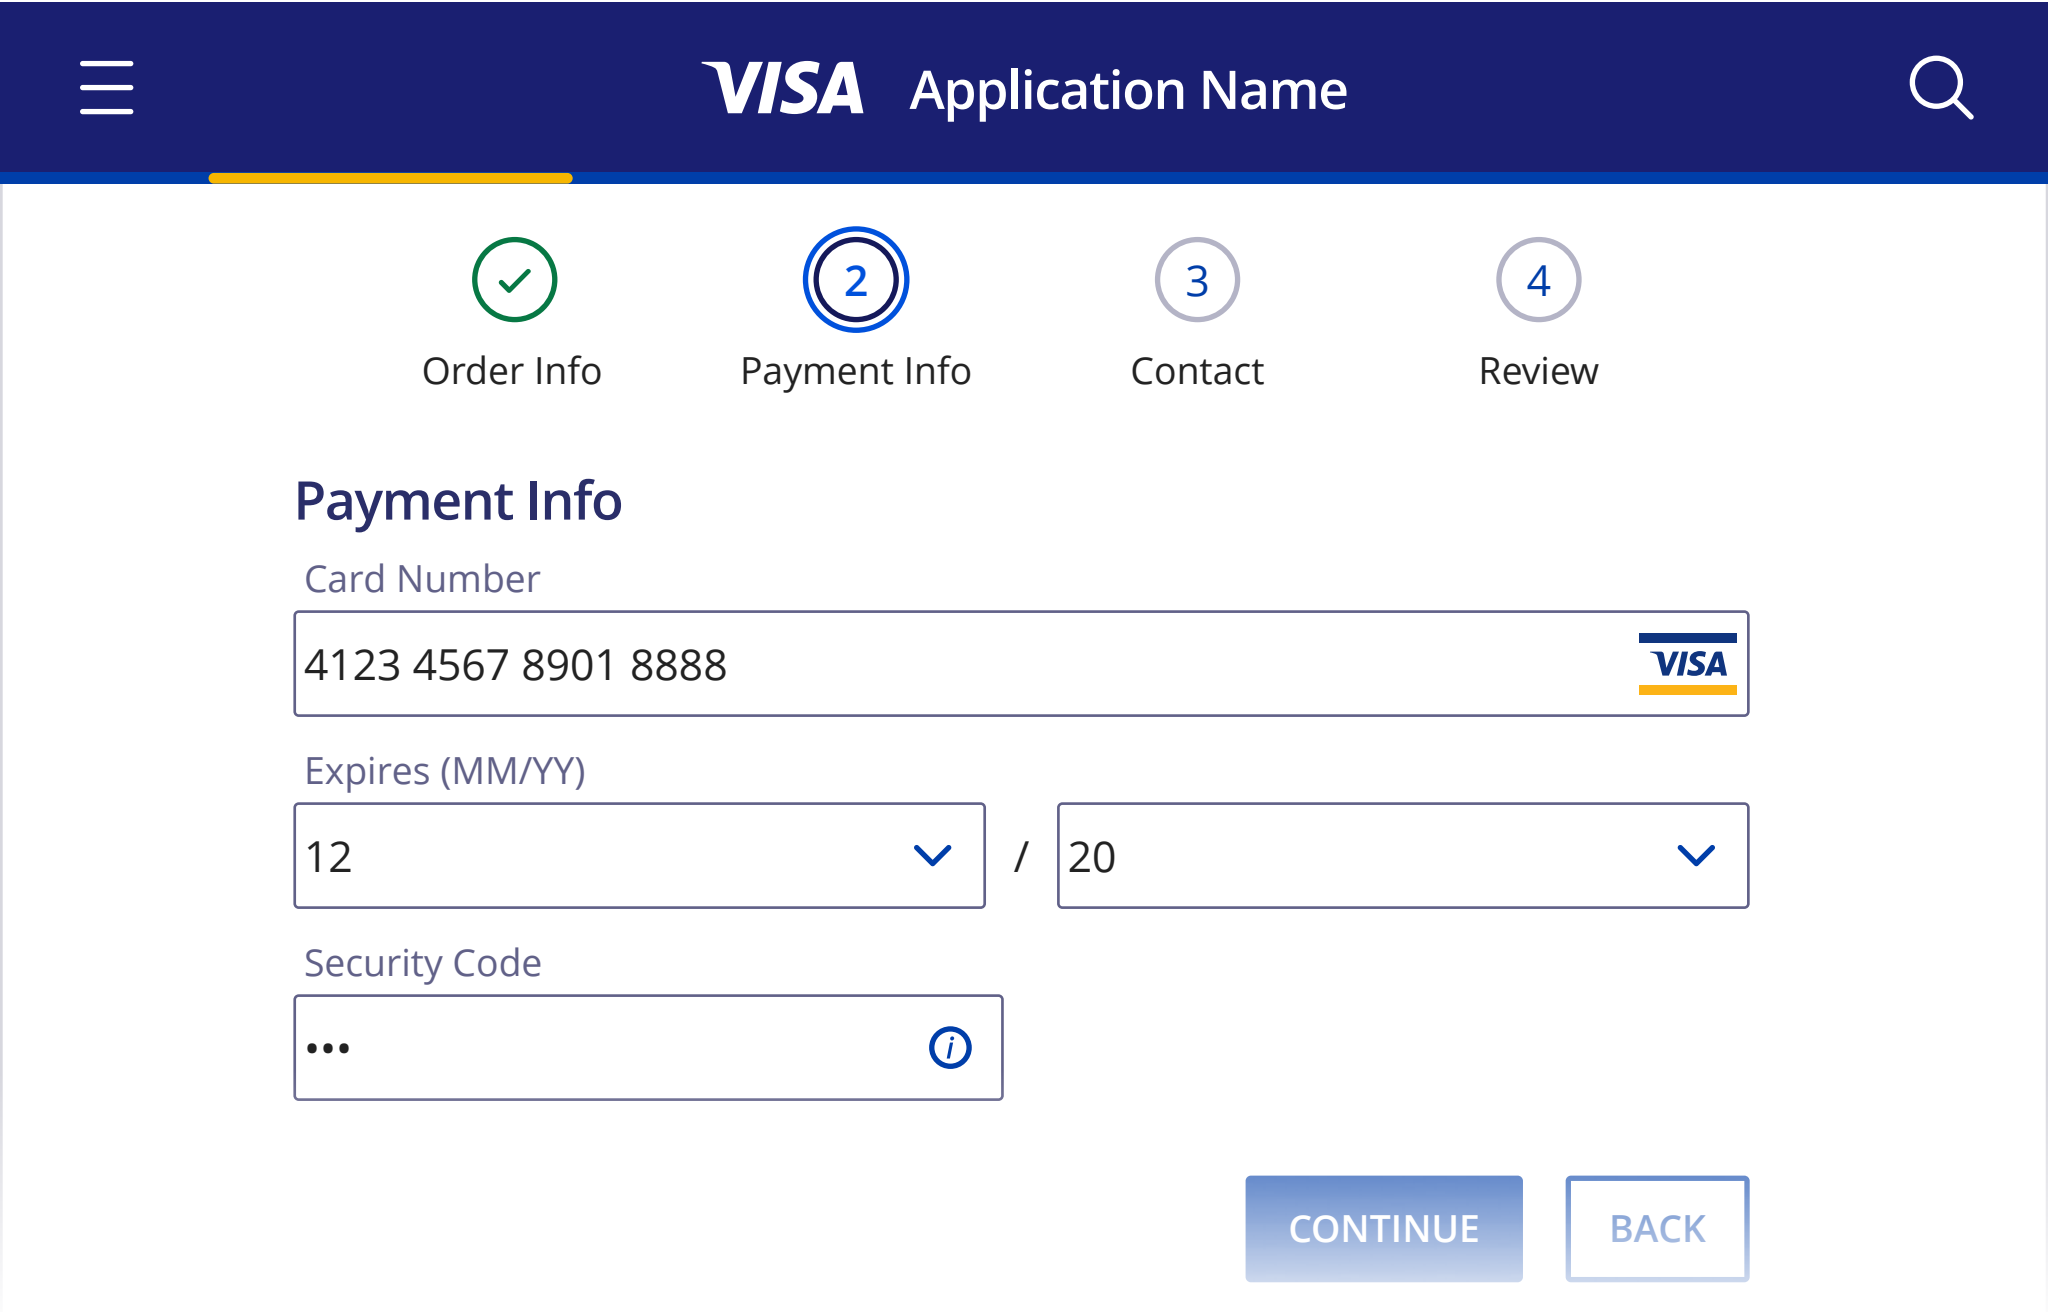 VISA Application Name
2 3 4
Order Info Payment Info Contact Review
Payment Info
Card Number
4123 4567 8901 8888 VISA
Expires (MM/YY)
12 / 20
Security Code
••• i
CONTINUE BACK